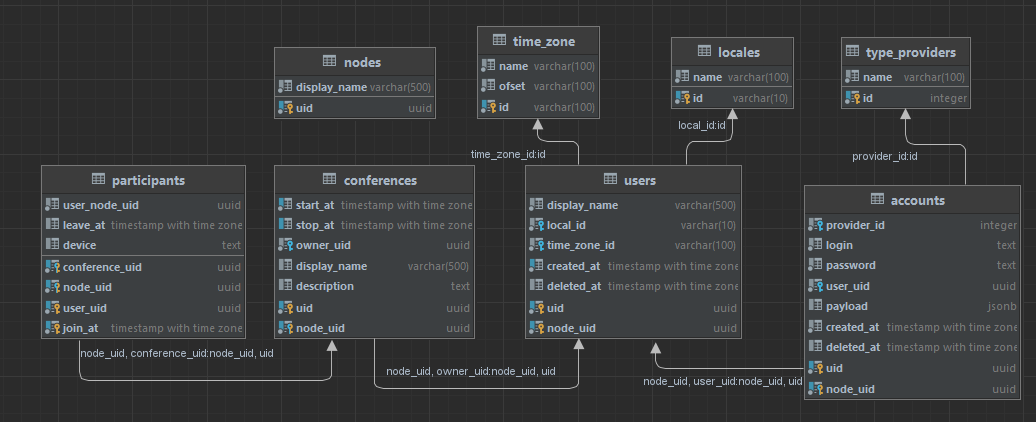 nodes
display_name varchar(500)
uid uuid
time_zone
name varchar(100)
ofset varchar(100)
id varchar(100)
locales
name varchar(100)
id varchar(10)
type_providers
name varchar(100)
id integer
time_zone_id:id
local_id:id
provider_id:id
participants
user_node_uid uuid
leave_at timestamp with time zone
device text
conference_uid uuid
node_uid uuid
user_uid uuid
join_at timestamp with time zone
conferences
start_at timestamp with time zone
stop_at timestamp with time zone
owner_uid uuid
display_name varchar(500)
description text
uid uuid
node_uid uuid
users
display_name varchar(500)
local_id varchar(10)
time_zone_id varchar(100)
created_at timestamp with time zone
deleted_at timestamp with time zone
uid uuid
node_uid uuid
accounts
provider_id integer
login text
password text
user_uid uuid
payload jsonb
created_at timestamp with time zone
deleted_at timestamp with time zone
uid uuid
node_uid uuid
node_uid, conference_uid:node_uid, uid
node_uid, owner_uid:node_uid, uid
node_uid, user_uid:node_uid, uid